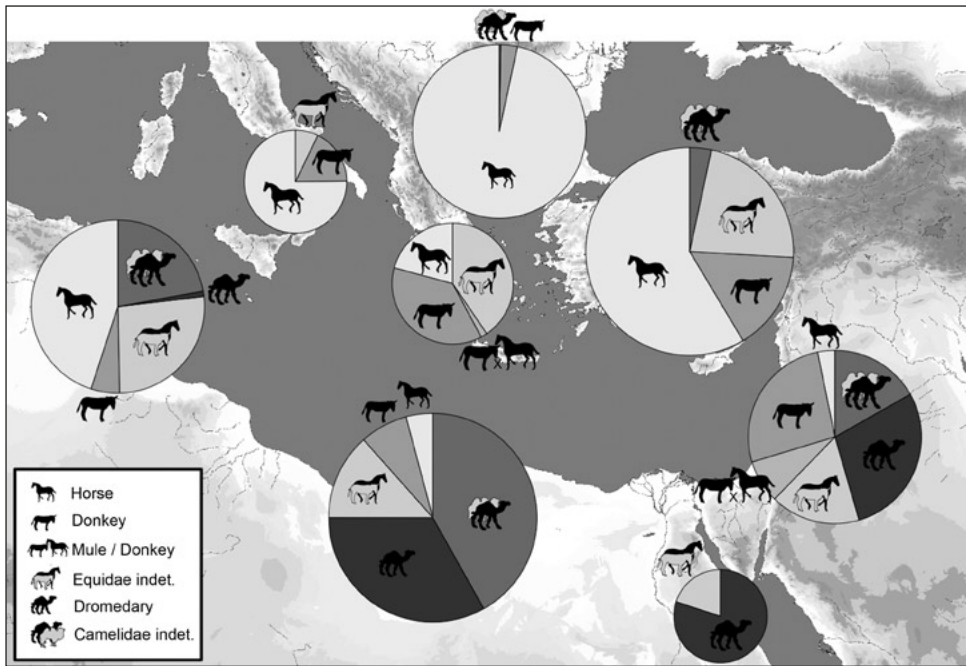 Horse
Donkey
Mule / Donkey
Equidae indet.
Dromedary
Camelidae indet.
x
x